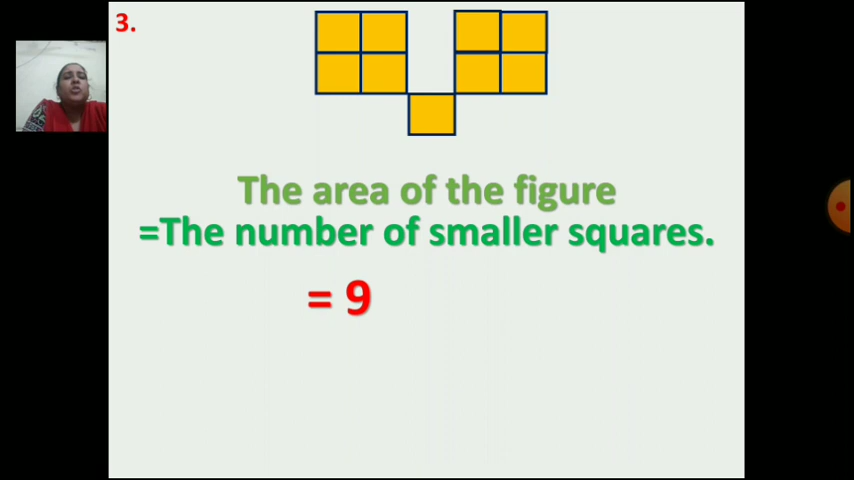 3.
The area of the figure
=The number of smaller squares.
= 9